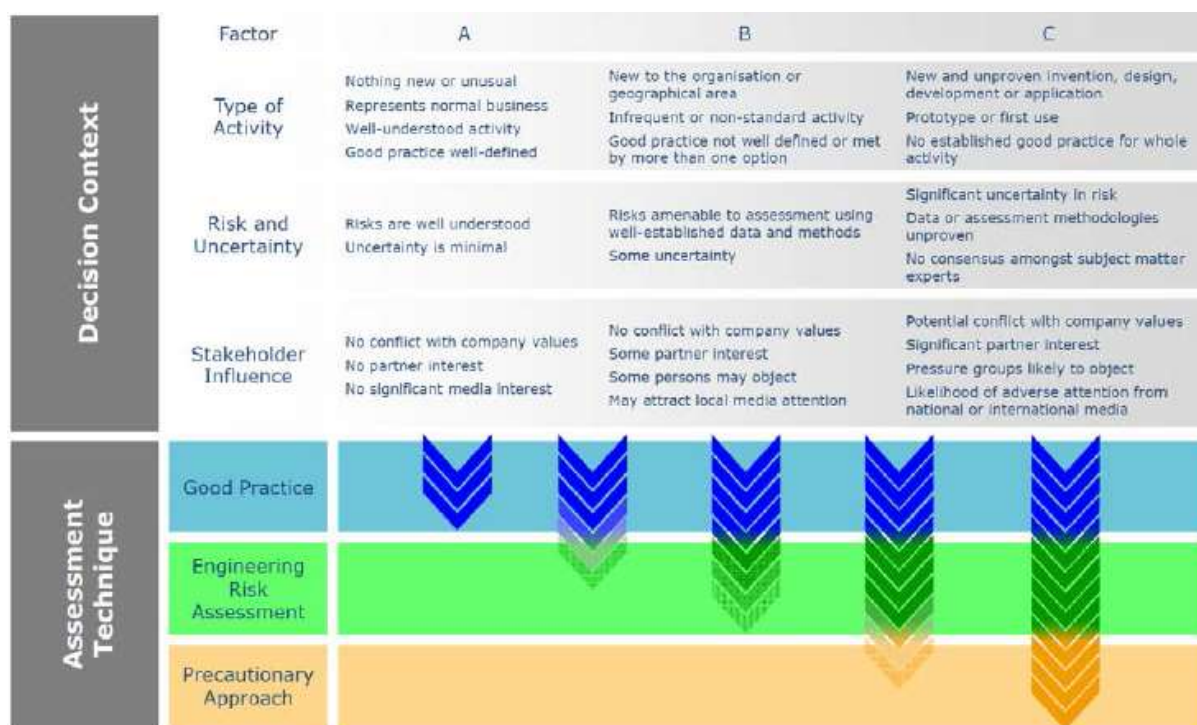 Decision Context
Factor
A
B
C
Type of
Activity
Nothing new or unusual
Represents normal business
Well-understood activity
Good practice well-defined
New to the organisation or
geographical area
Infrequent or non-standard activity
Good practice not well defined or met
by more than one option
New and unproven invention, design,
development or application
Prototype or first use
No established good practice for whole
activity
Risk and
Uncertainty
Risks are well understood
Uncertainty is minimal
Risks amenable to assessment using
well-established data and methods
Some uncertainty
Significant uncertainty in risk
Data or assessment methodologies
unproven
No consensus amongst subject matter
experts
Stakeholder
Influence
No conflict with company values
No partner interest
No significant media interest
No conflict with company values
Some partner interest
Some persons may object
May attract local media attention
Potential conflict with company values
Significant partner interest
Pressure groups likely to object
Likelihood of adverse attention from
national or international media
Assessment
Technique
Good Practice
Engineering
Risk
Assessment
Precautionary
Approach